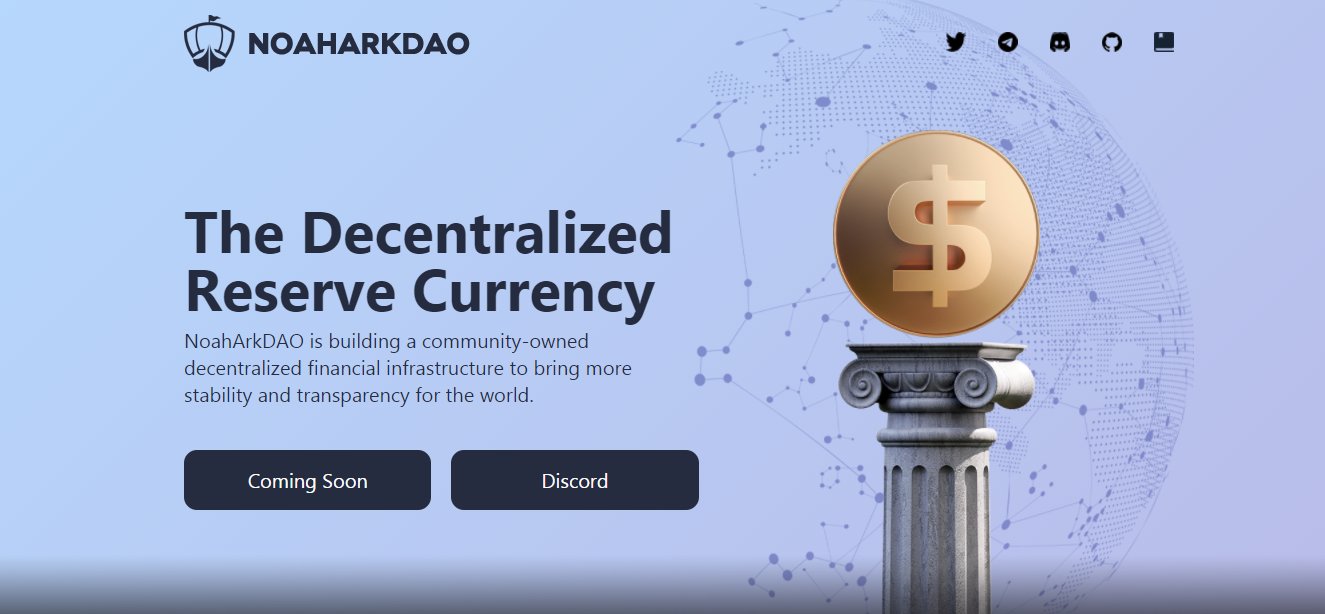 NOAHARKDAO
The Decentralized
Reserve Currency
NoahArkDAO is building a community-owned
decentralized financial infrastructure to bring more
stability and transparency for the world.
Coming Soon
Discord
$